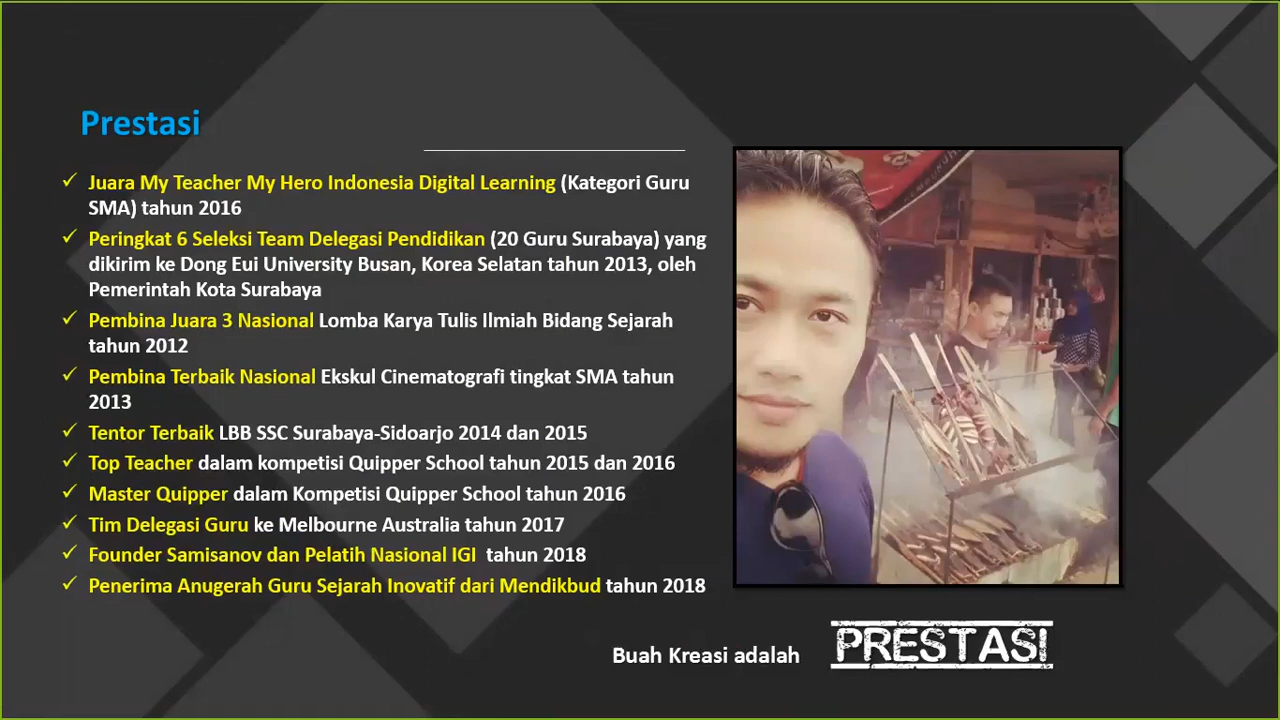 Prestasi
✓ Juara My Teacher My Hero Indonesia Digital Learning (Kategori Guru
SMA) tahun 2016
✓ Peringkat 6 Seleksi Team Delegasi Pendidikan (20 Guru Surabaya) yang
dikirim ke Dong Eui University Busan, Korea Selatan tahun 2013, oleh
Pemerintah Kota Surabaya
✓ Pembina Juara 3 Nasional Lomba Karya Tulis Ilmiah Bidang Sejarah
tahun 2012
✓ Pembina Terbaik Nasional Ekskul Cinematografi tingkat SMA tahun
2013
✓ Tentor Terbaik LBB SSC Surabaya-Sidoarjo 2014 dan 2015
✓ Top Teacher dalam kompetisi Quipper School tahun 2015 dan 2016
✓ Master Quipper dalam Kompetisi Quipper School tahun 2016
✓ Tim Delegasi Guru ke Melbourne Australia tahun 2017
✓ Founder Samisanov dan Pelatih Nasional IGI tahun 2018
✓ Penerima Anugerah Guru Sejarah Inovatif dari Mendikbud tahun 2018
Buah Kreasi adalah PRESTASI